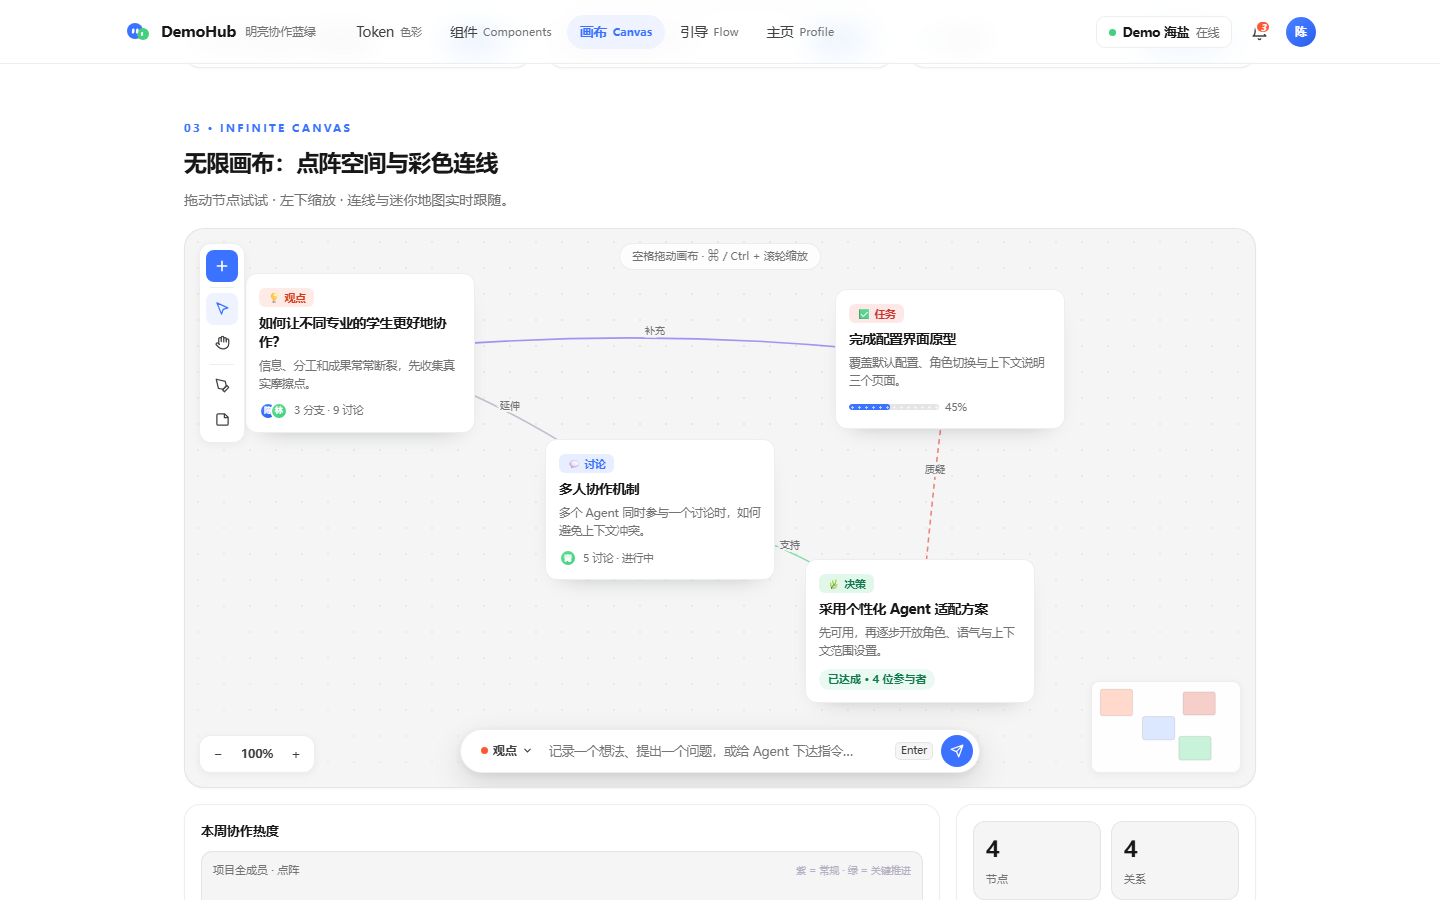 DemoHub 明亮协作蓝绿 Token 色彩 组件 Components 画布 Canvas 引导 Flow 主页 Profile Demo 海盐 在线 3 陈
03 • INFINITE CANVAS
无限画布：点阵空间与彩色连线
拖动节点试试 · 左下缩放 · 连线与迷你地图实时跟随。
空格拖动画布 · ⌘ / Ctrl + 滚轮缩放
观点
如何让不同专业的学生更好地协
作？
信息、分工和成果常常断裂，先收集真
实摩擦点。
林
3 分支 · 9 讨论
补充
任务
完成配置界面原型
覆盖默认配置、角色切换与上下文说明
三个页面。
45%
延伸
讨论
多人协作机制
多个 Agent 同时参与一个讨论时，如何
避免上下文冲突。
5 讨论 · 进行中
质疑
支持
决策
采用个性化 Agent 适配方案
先可用，再逐步开放角色、语气与上下
文范围设置。
已达成 • 4 位参与者
− 100% +
观点 记录一个想法、提出一个问题，或给 Agent 下达指令... Enter
本周协作热度
项目全成员 · 点阵 紫 = 常规 · 绿 = 关键推进
4
节点
4
关系